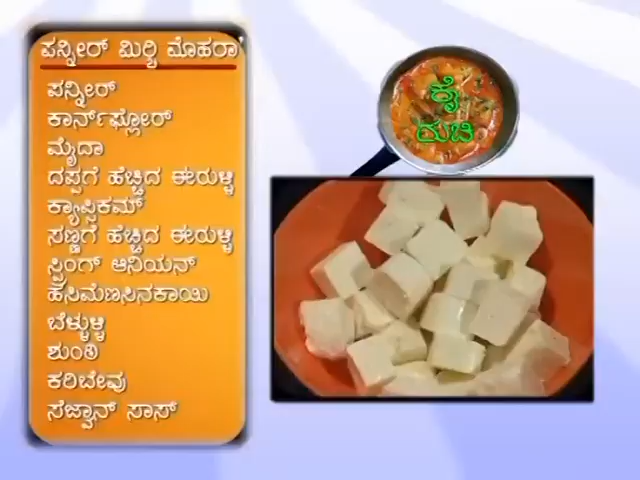 ಪನ್ನೀರ್ ಮಿರ್‍ಚಿ ಮೊಹರಾ
ಪನ್ನೀರ್
ಕಾರ್ನ್‌ಫ್ಲೋರ್
ಮೈದಾ
ದಪ್ಪಗೆ ಹೆಚ್ಚಿದ ಈರುಳ್ಳಿ
ಕ್ಯಾಪ್ಸಿಕಮ್
ಸಣ್ಣಗೆ ಹೆಚ್ಚಿದ ಈರುಳ್ಳಿ
ಸ್ಪ್ರಿಂಗ್ ಆನಿಯನ್
ಹಸಿಮೆಣಸಿನಕಾಯಿ
ಬೆಳ್ಳುಳ್ಳಿ
ಶುಂಠಿ
ಕರಿಬೇವು
ಸೆಜ್ವಾನ್ ಸಾಸ್
ಹೈ
ರುಚಿ